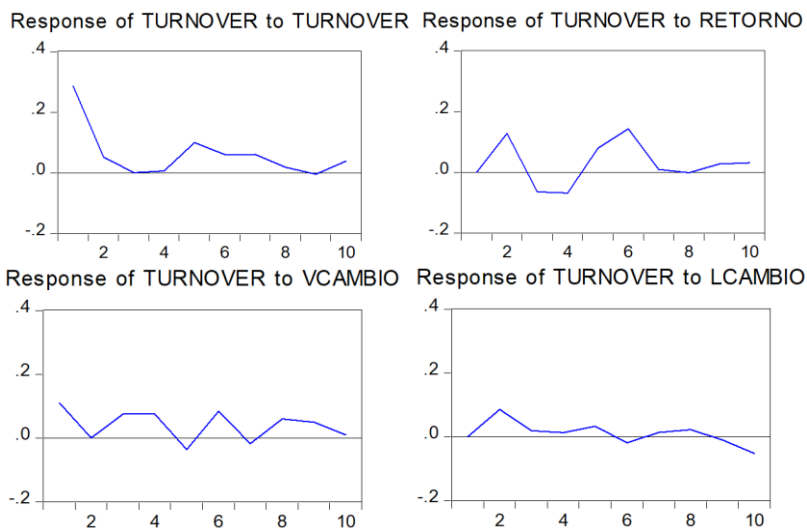 Response of TURNOVER to TURNOVER
.4
.2
.0
-.2
2 4 6 8 10
Response of TURNOVER to RETORNO
.4
.2
.0
-.2
2 4 6 8 10
Response of TURNOVER to VCAMBIO
.4
.2
.0
-.2
2 4 6 8 10
Response of TURNOVER to LCAMBIO
.4
.2
.0
-.2
2 4 6 8 10